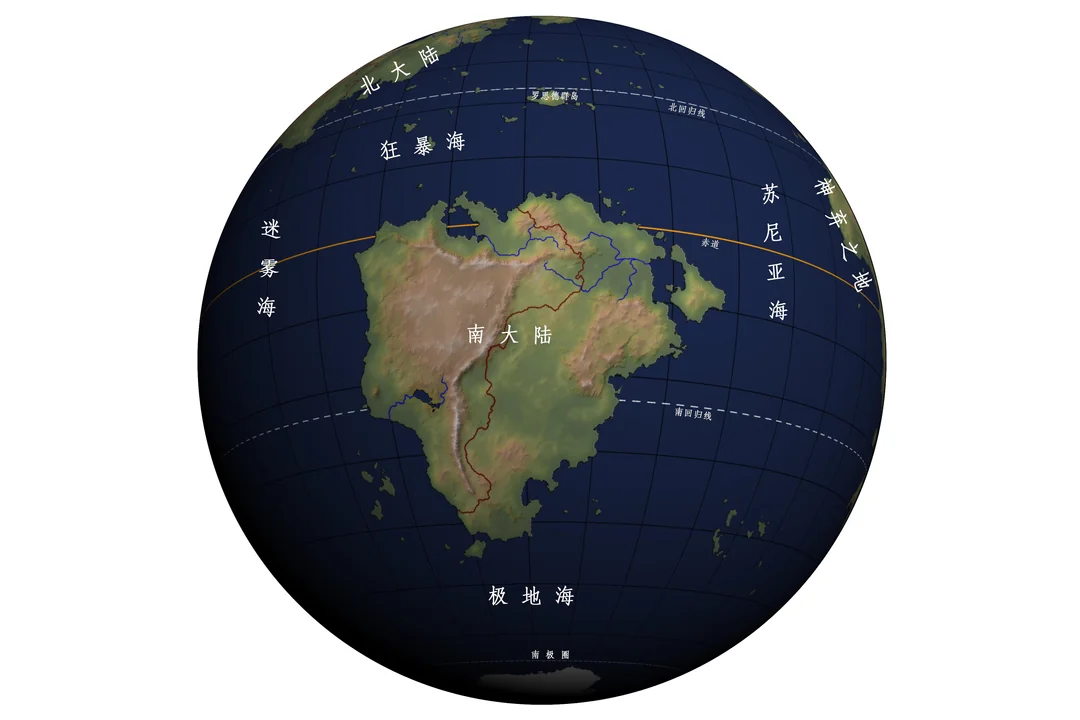 北大陆
罗思德群岛
北回归线
狂暴海
苏尼亚海
神弃之地
迷雾海
赤道
南大陆
南回归线
极地海
南极圈